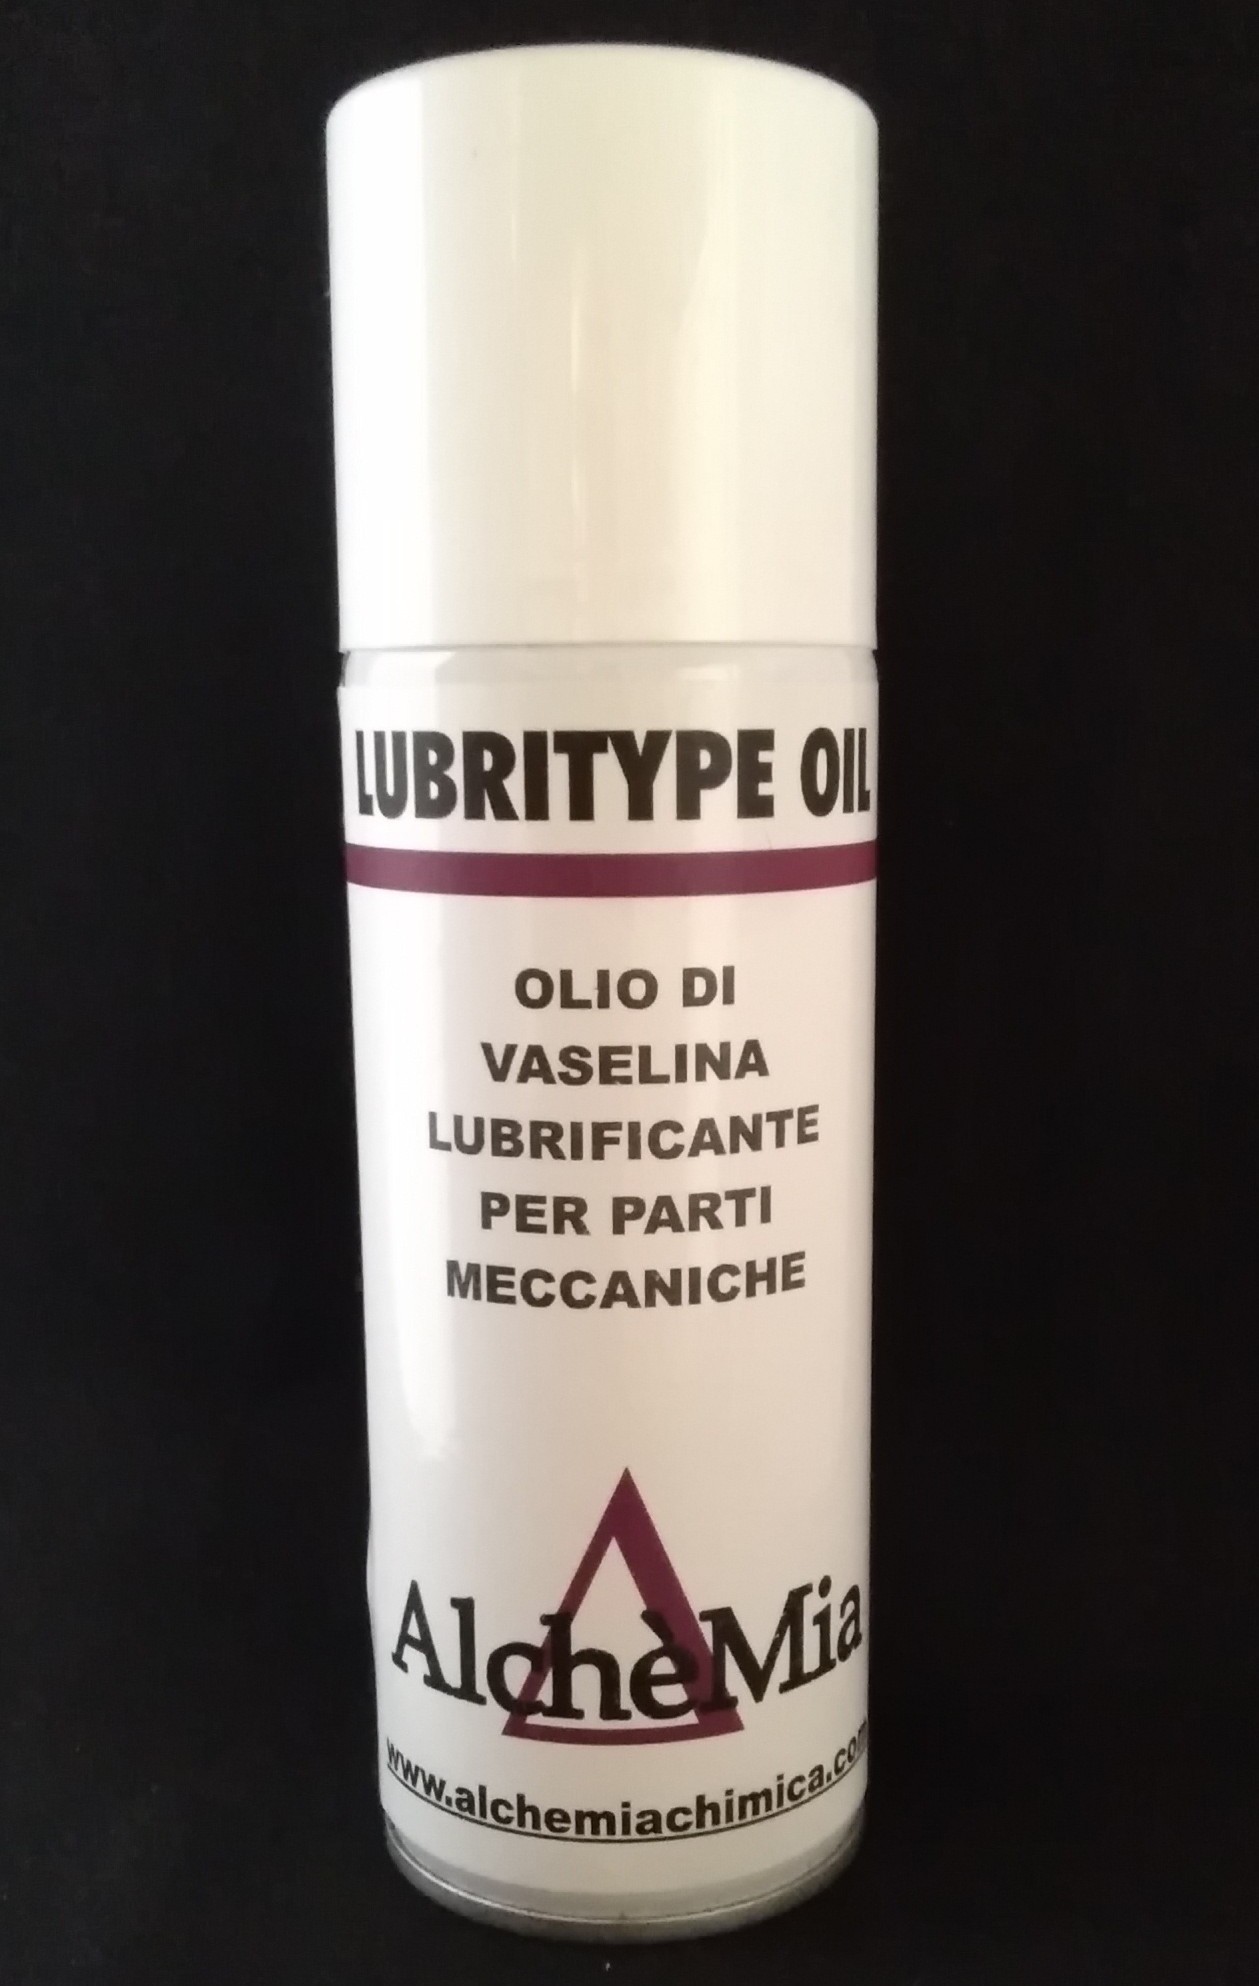 LUBRITYPE OIL
OLIO DI
VASELINA
LUBRIFICANTE
PER PARTI
MECCANICHE
AlchèMia
www.alchemiachimica.com